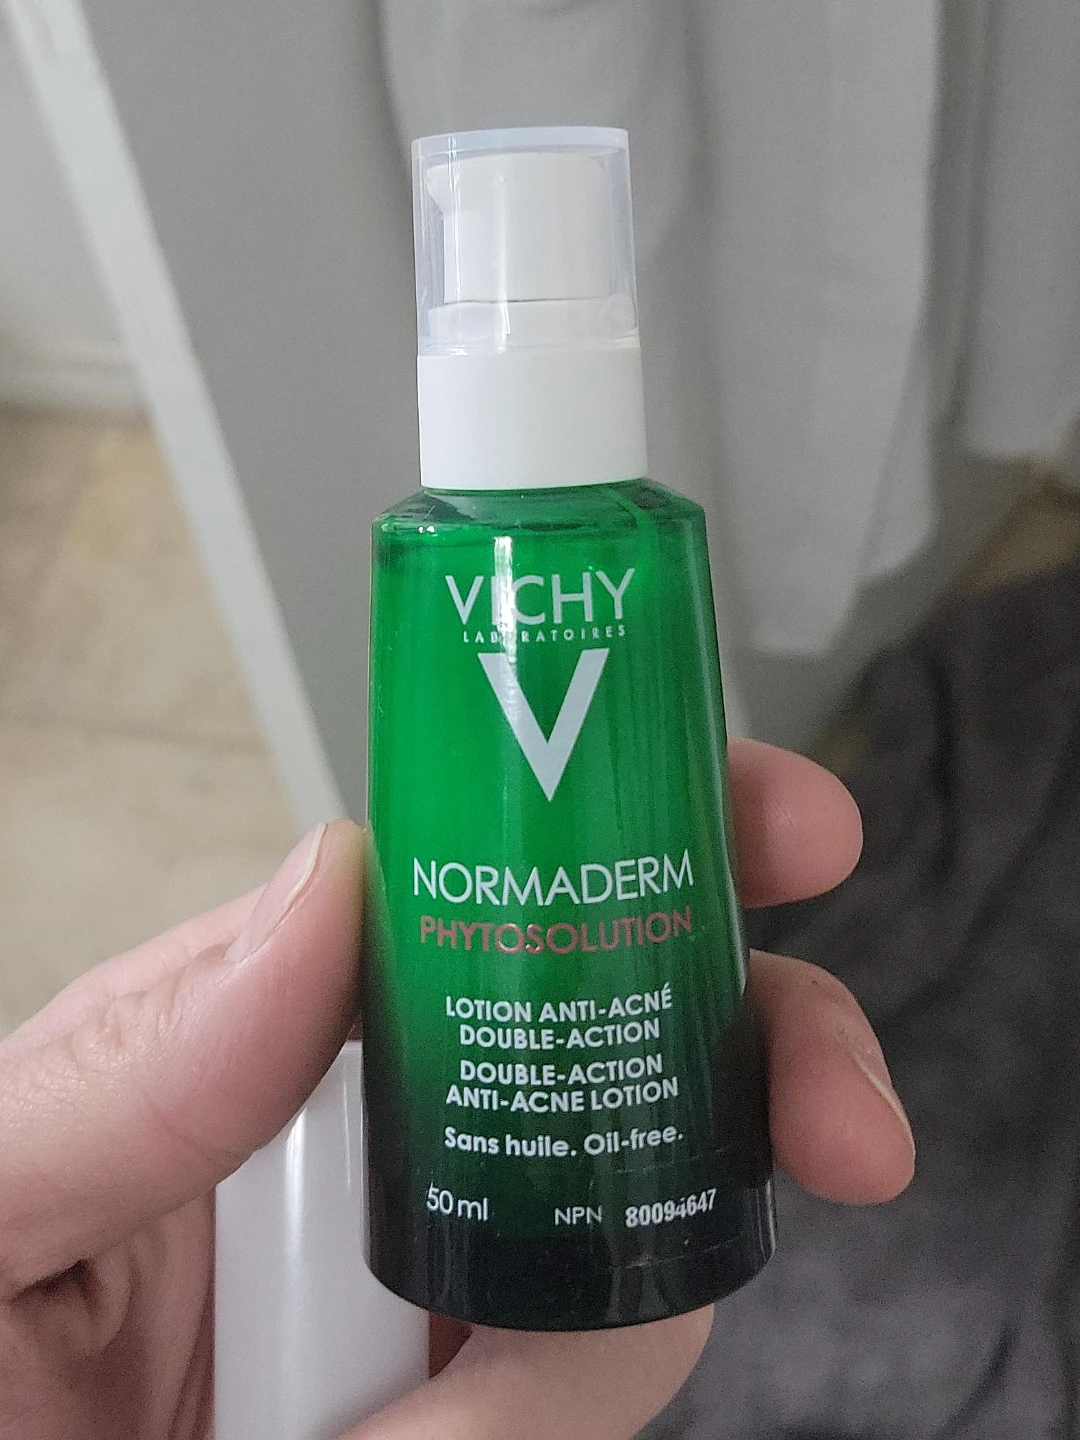 VICHY
LABORATOIRES
V
NORMADERM
PHYTOSOLUTION
LOTION ANTI-ACNÉ
DOUBLE-ACTION
DOUBLE-ACTION
ANTI-ACNE LOTION
Sans huile. Oil-free.
50 ml NPN 80094647